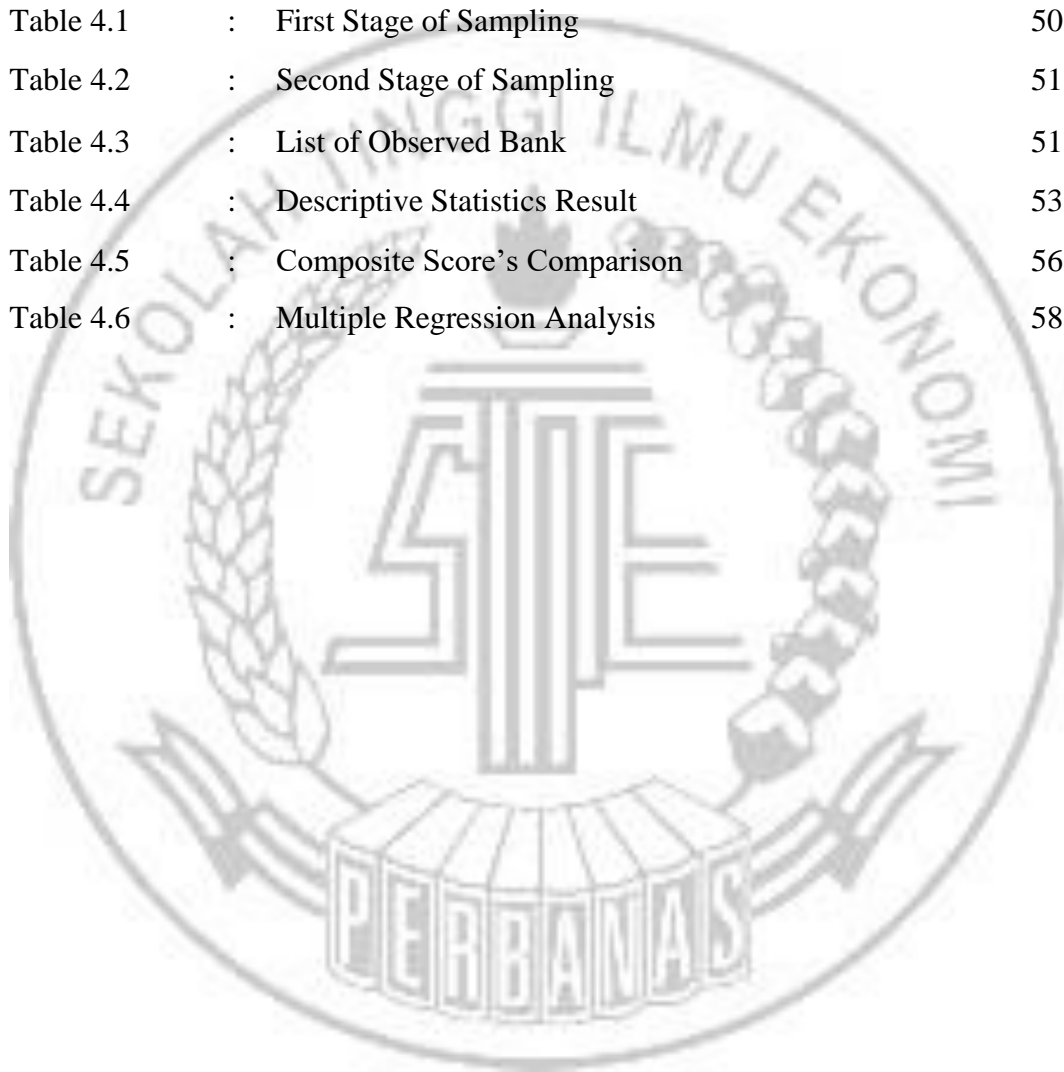 Table 4.1 : First Stage of Sampling 50
Table 4.2 : Second Stage of Sampling 51
Table 4.3 : List of Observed Bank 51
Table 4.4 : Descriptive Statistics Result 53
Table 4.5 : Composite Score’s Comparison 56
Table 4.6 : Multiple Regression Analysis 58
SEKOLAH TINGGI ILMU EKONOMI
STIE
PERBANAS